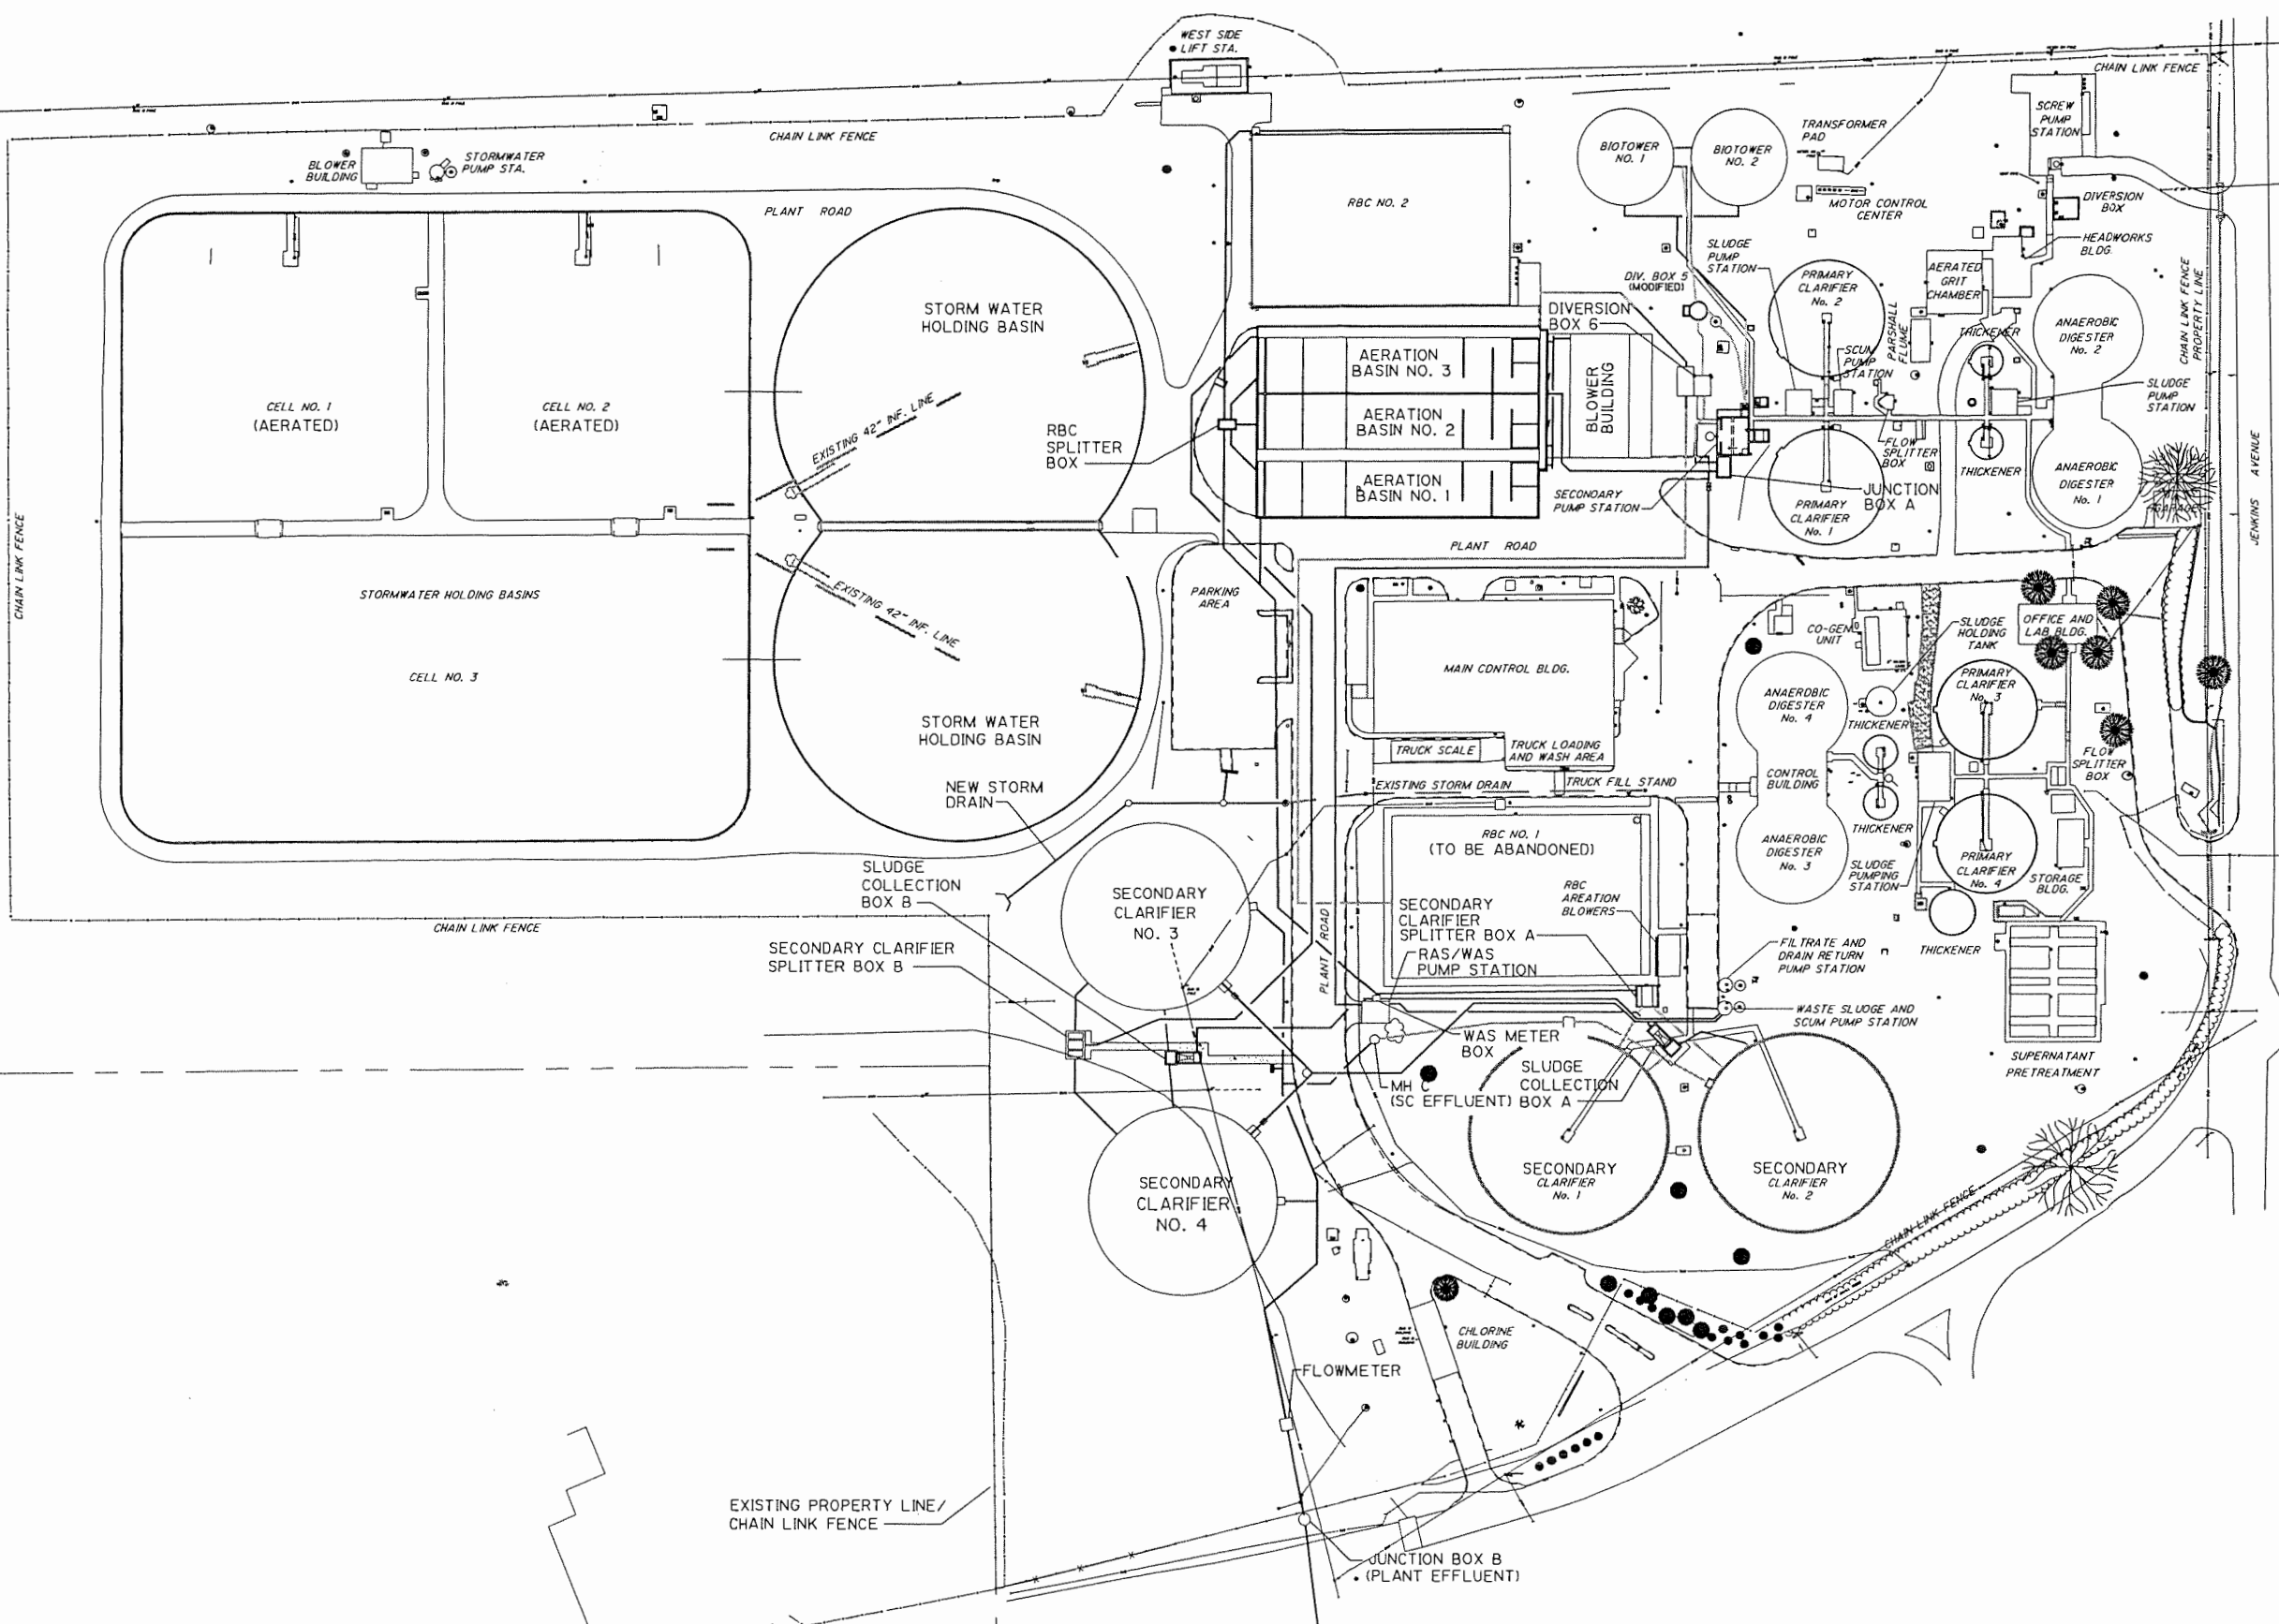 WEST SIDE
LIFT STA.
CHAIN LINK FENCE
CHAIN LINK FENCE
BLOWER
BUILDING
STORMWATER
PUMP STA.
PLANT ROAD
RBC NO. 2
BIOTOWER
NO. 1
BIOTOWER
NO. 2
TRANSFORMER
PAD
SCREW
PUMP
STATION
MOTOR CONTROL
CENTER
DIVERSION
BOX
HEADWORKS
BLDG.
SLUDGE
PUMP
STATION
DIV. BOX 5
(MODIFIED)
PRIMARY
CLARIFIER
No. 2
AERATED
GRIT
CHAMBER
PARSHALL
FLUME
THICKENER
ANAEROBIC
DIGESTER
No. 2
CHAIN LINK FENCE
PROPERTY LINE
STORM WATER
HOLDING BASIN
DIVERSION
BOX 6
AERATION
BASIN NO. 3
BLOWER
BUILDING
SCUM
PUMP
STATION
SLUDGE
PUMP
STATION
CELL NO. 1
(AERATED)
CELL NO. 2
(AERATED)
EXISTING 42" INF. LINE
RBC
SPLITTER
BOX
AERATION
BASIN NO. 2
AERATION
BASIN NO. 1
SECONDARY
PUMP STATION
FLOW
SPLITTER
BOX
THICKENER
ANAEROBIC
DIGESTER
No. 1
GARAGE
JENKINS AVENUE
PRIMARY
CLARIFIER
No. 1
JUNCTION
BOX A
PLANT ROAD
CHAIN LINK FENCE
STORMWATER HOLDING BASINS
EXISTING 42" INF. LINE
PARKING
AREA
CO-GEN
UNIT
SLUDGE
HOLDING
TANK
OFFICE AND
LAB BLDG.
CELL NO. 3
MAIN CONTROL BLDG.
ANAEROBIC
DIGESTER
No. 4
THICKENER
PRIMARY
CLARIFIER
No. 3
STORM WATER
HOLDING BASIN
TRUCK SCALE
TRUCK LOADING
AND WASH AREA
FLOW
SPLITTER
BOX
NEW STORM
DRAIN
EXISTING STORM DRAIN
TRUCK FILL STAND
CONTROL
BUILDING
RBC NO. 1
(TO BE ABANDONED)
THICKENER
ANAEROBIC
DIGESTER
No. 3
SLUDGE
PUMPING
STATION
PRIMARY
CLARIFIER
No. 4
STORAGE
BLDG.
SLUDGE
COLLECTION
BOX B
SECONDARY
CLARIFIER
NO. 3
RBC
AREATION
BLOWERS
CHAIN LINK FENCE
SECONDARY CLARIFIER
SPLITTER BOX B
PLANT ROAD
SECONDARY
CLARIFIER
SPLITTER BOX A
RAS/WAS
PUMP STATION
FILTRATE AND
DRAIN RETURN
PUMP STATION
THICKENER
WASTE SLUDGE AND
SCUM PUMP STATION
WAS METER
BOX
SLUDGE
COLLECTION
BOX A
MH C
(SC EFFLUENT)
SUPERNATANT
PRETREATMENT
SECONDARY
CLARIFIER
NO. 4
SECONDARY
CLARIFIER
No. 1
SECONDARY
CLARIFIER
No. 2
CHAIN LINK FENCE
CHLORINE
BUILDING
FLOWMETER
EXISTING PROPERTY LINE/
CHAIN LINK FENCE
JUNCTION BOX B
(PLANT EFFLUENT)